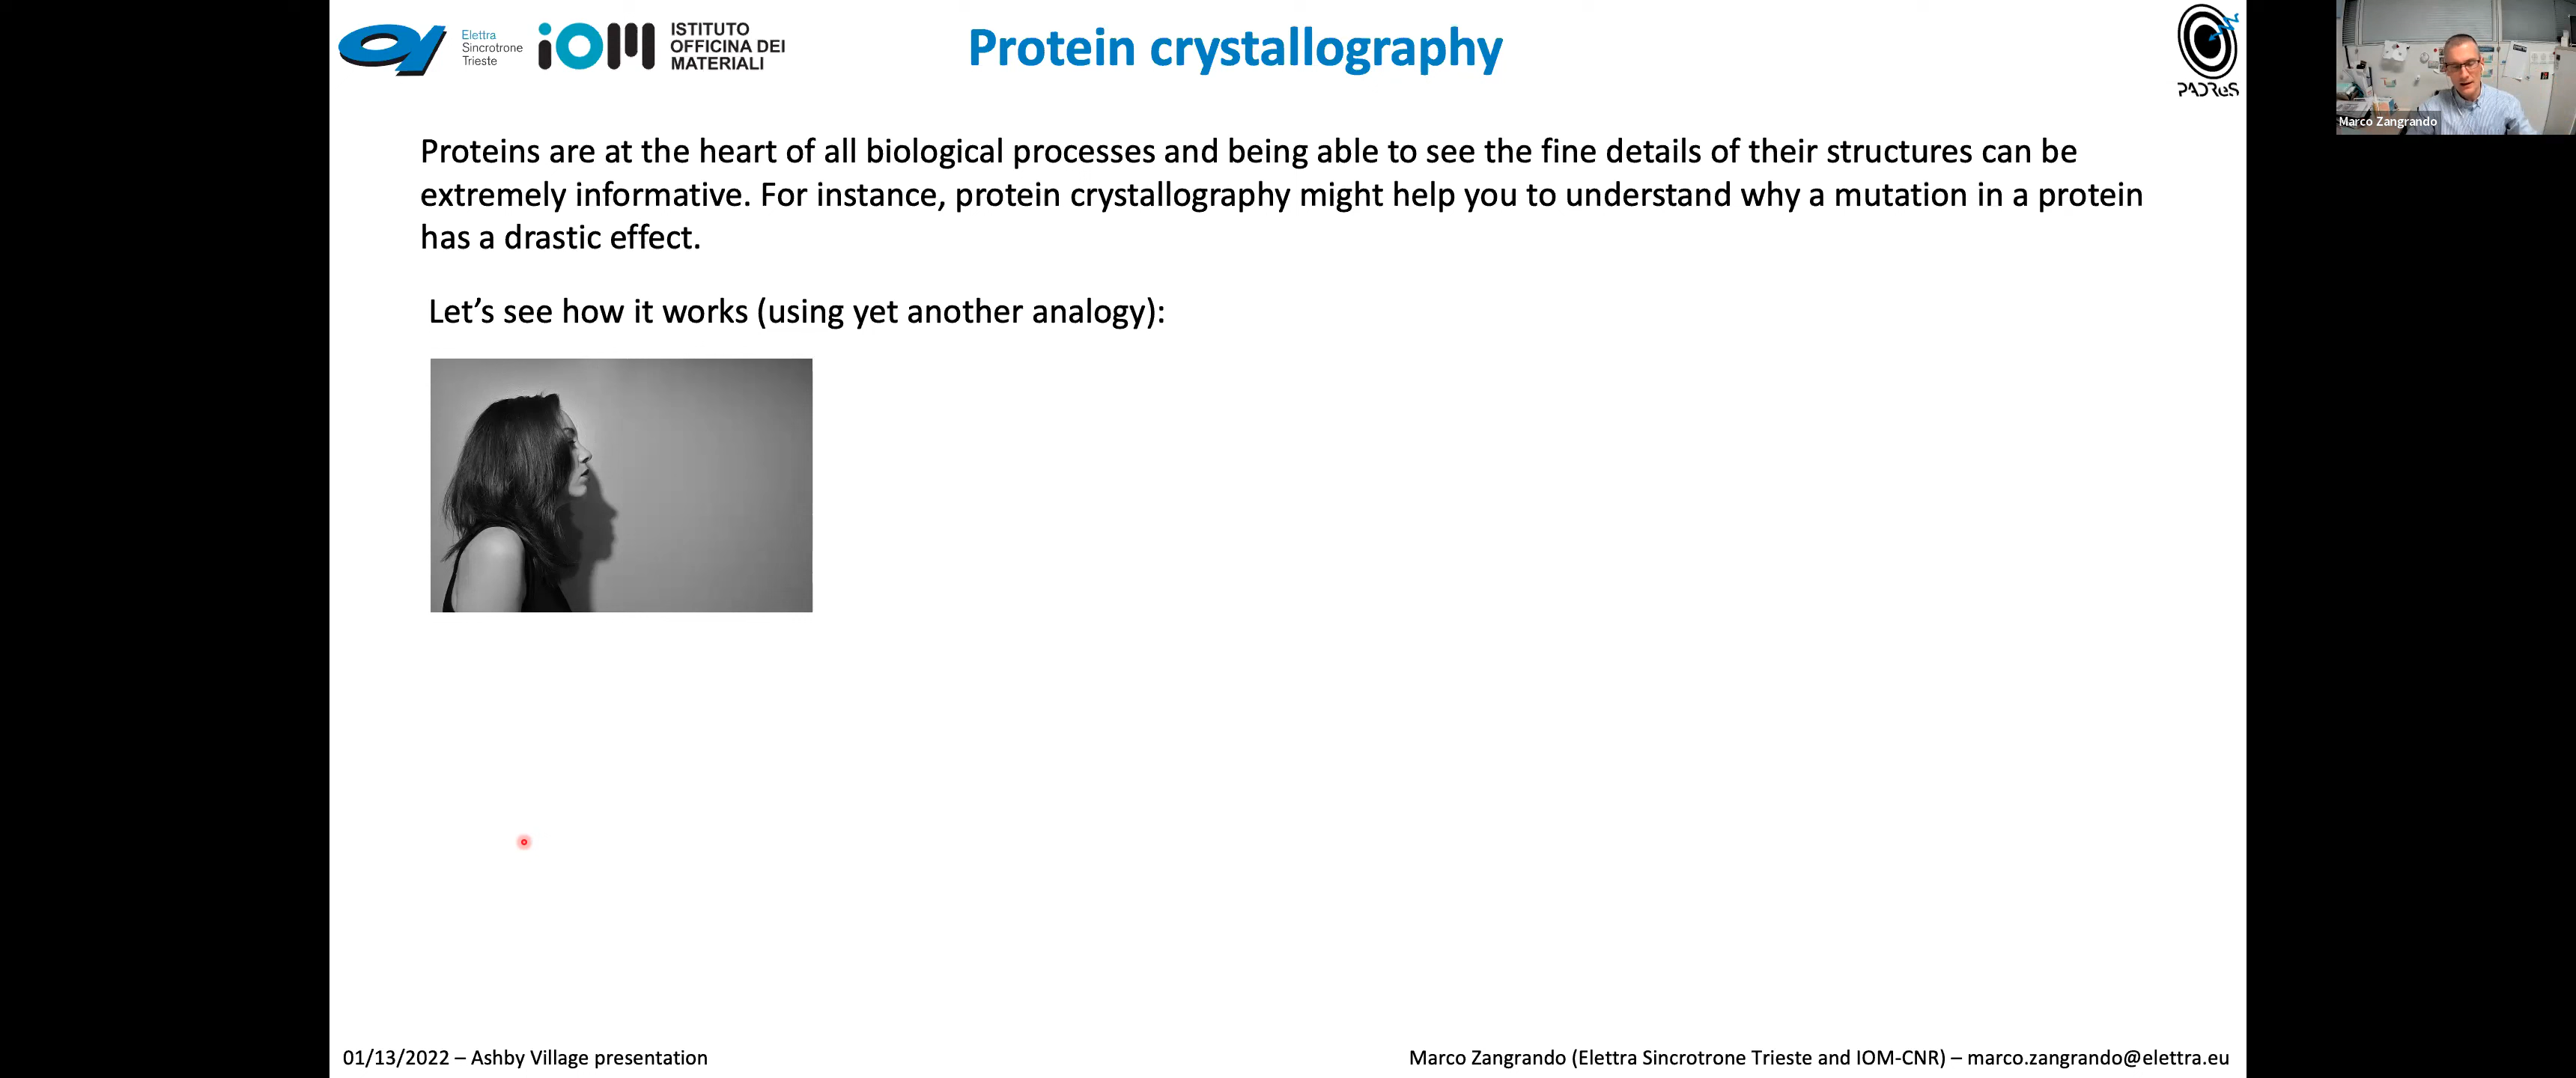 Elettra
Sincrotrone
Trieste
iOM
ISTITUTO
OFFICINA DEI
MATERIALI
Protein crystallography
PADReS
Marco Zangrando
Proteins are at the heart of all biological processes and being able to see the fine details of their structures can be
extremely informative. For instance, protein crystallography might help you to understand why a mutation in a protein
has a drastic effect.
Let’s see how it works (using yet another analogy):
01/13/2022 – Ashby Village presentation
Marco Zangrando (Elettra Sincrotrone Trieste and IOM-CNR) – marco.zangrando@elettra.eu